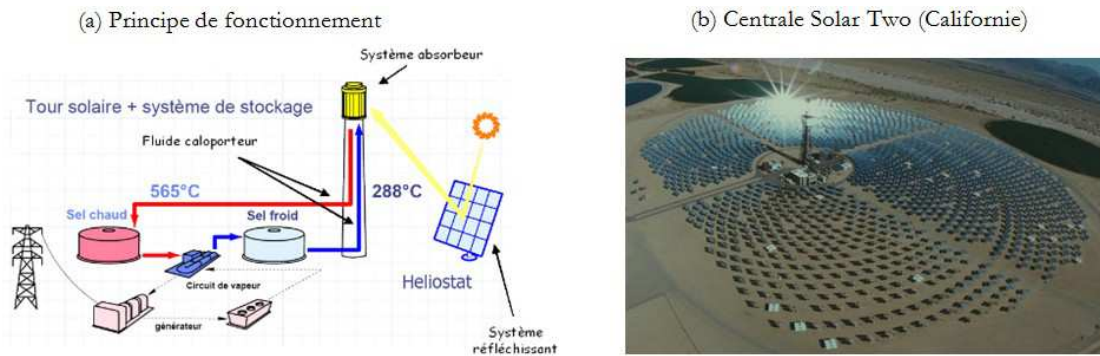 (a) Principe de fonctionnement
(b) Centrale Solar Two (Californie)
Système absorbeur
Tour solaire + système de stockage
Fluide caloporteur
565°C
288°C
Sel chaud
Sel froid
Circuit de vapeur
Heliostat
générateur
Système
réfléchissant